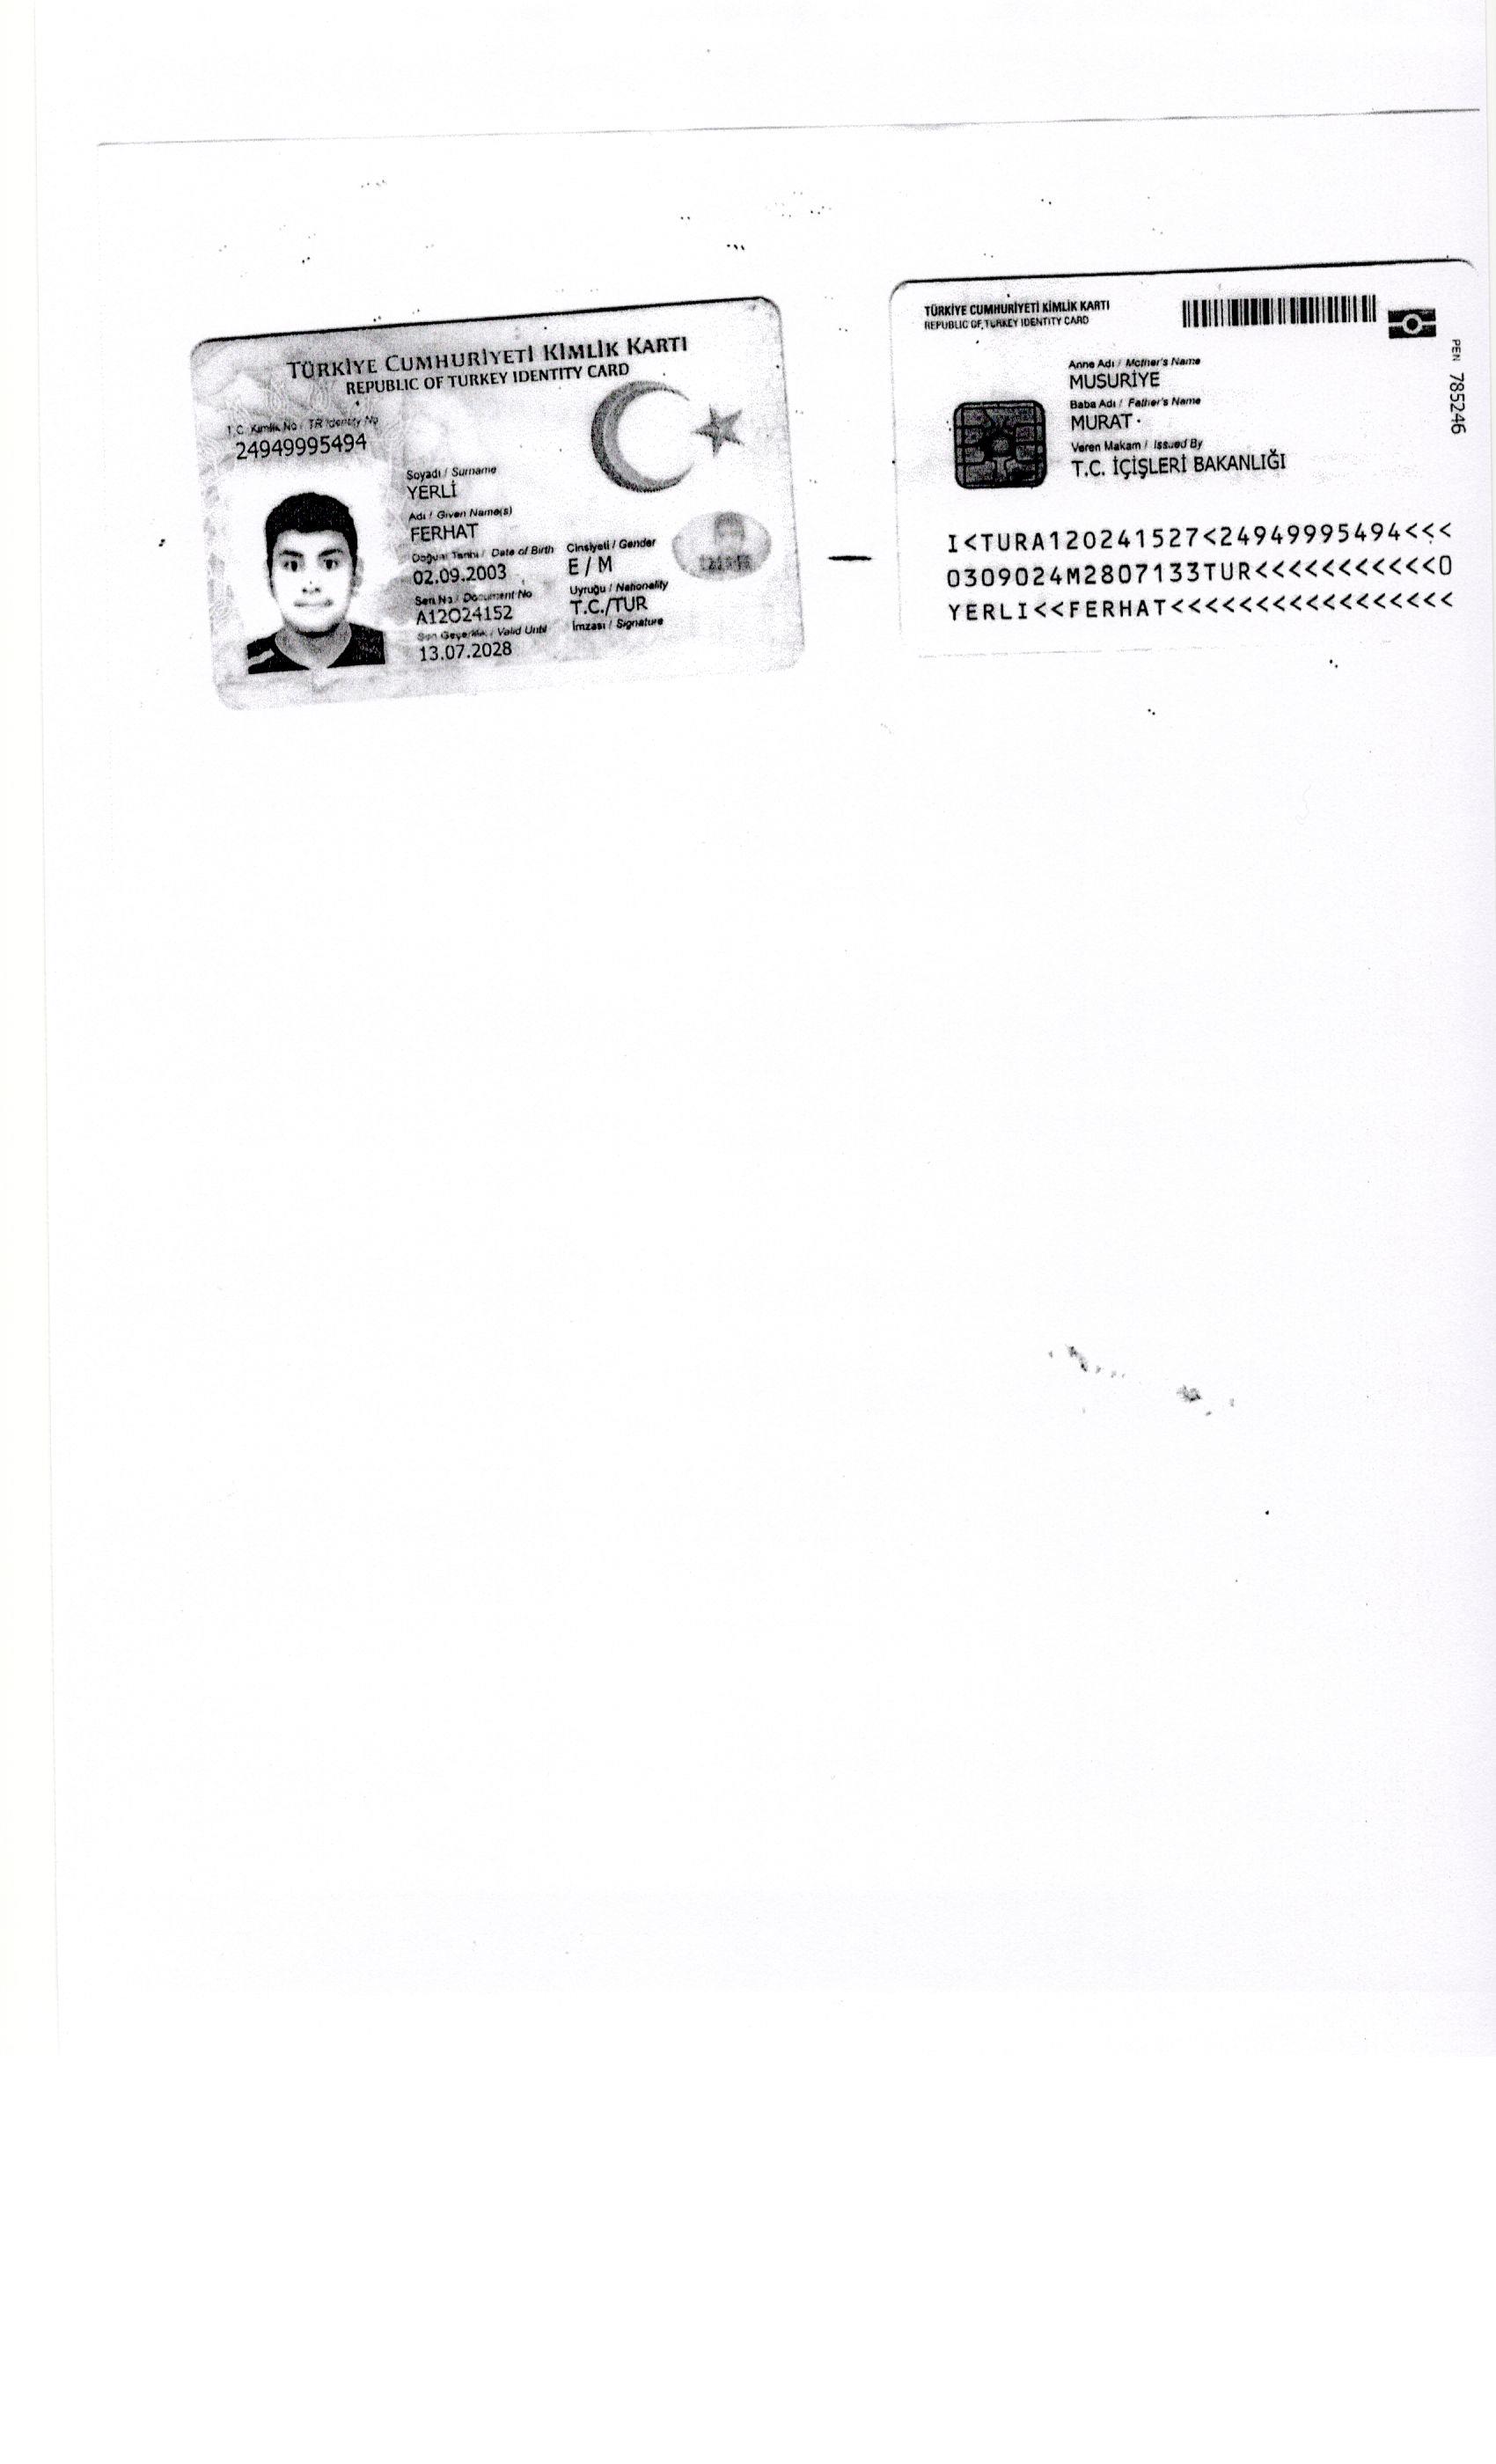 TÜRKİYE CUMHURİYETİ KİMLİK KARTI
REPUBLIC OF TURKEY IDENTITY CARD
T.C. Kimlik No / TR Identity No
24949995494
Soyadı / Surname
YERLİ
Adı / Given Name(s)
FERHAT
Doğum Tarihi / Date of Birth
02.09.2003
Cinsiyeti / Gender
E / M
Seri No / Document No
A12O24152
Uyruğu / Nationality
T.C./TUR
Son Geçerlilik / Valid Until
13.07.2028
İmzası / Signature
TÜRKİYE CUMHURİYETİ KİMLİK KARTI
REPUBLIC OF TURKEY IDENTITY CARD
Anne Adı / Mother's Name
MUSURİYE
Baba Adı / Father's Name
MURAT
Veren Makam / Issued By
T.C. İÇİŞLERİ BAKANLIĞI
PEN 785246
I<TURA120241527<24949995494<<<
0309024M2807133TUR<<<<<<<<<<<0
YERLI<<FERHAT<<<<<<<<<<<<<<<<<